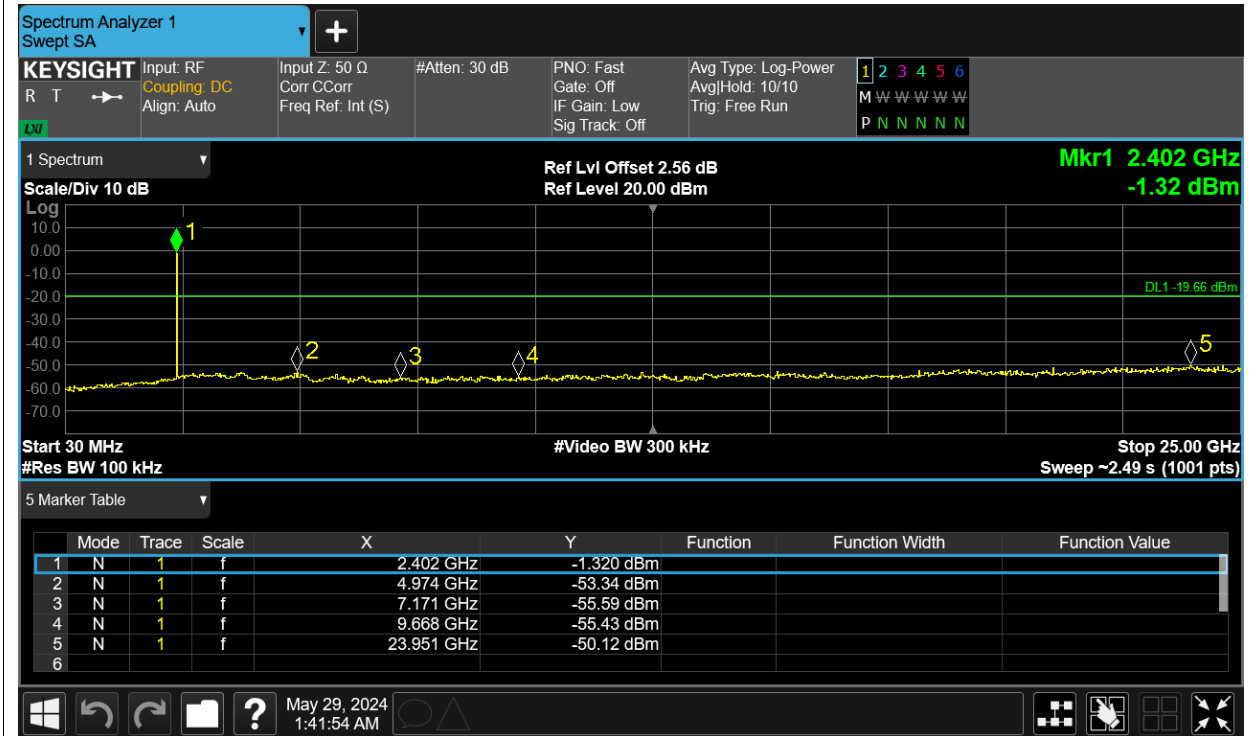 Spectrum Analyzer 1
Swept SA
KEYSIGHT
R T
LXI
Input: RF
Coupling: DC
Align: Auto
Input Z: 50 Ω
Corr CCorr
Freq Ref: Int (S)
#Atten: 30 dB
PNO: Fast
Gate: Off
IF Gain: Low
Sig Track: Off
Avg Type: Log-Power
Avg|Hold: 10/10
Trig: Free Run
1 2 3 4 5 6
M W W W W W
P N N N N N
1 Spectrum
Scale/Div 10 dB
Ref Lvl Offset 2.56 dB
Ref Level 20.00 dBm
Mkr1 2.402 GHz
-1.32 dBm
Log
10.0
0.00
-10.0
-20.0
-30.0
-40.0
-50.0
-60.0
-70.0
1
2
3
4
5
DL1 -19.66 dBm
Start 30 MHz
#Res BW 100 kHz
#Video BW 300 kHz
Stop 25.00 GHz
Sweep ~2.49 s (1001 pts)
5 Marker Table
Mode Trace Scale X Y Function Function Width Function Value
1 N 1 f 2.402 GHz -1.320 dBm
2 N 1 f 4.974 GHz -53.34 dBm
3 N 1 f 7.171 GHz -55.59 dBm
4 N 1 f 9.668 GHz -55.43 dBm
5 N 1 f 23.951 GHz -50.12 dBm
6
?
May 29, 2024
1:41:54 AM